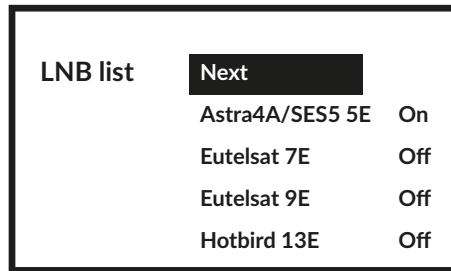 LNB list Next
Astra4A/SES5 5E On
Eutelsat 7E Off
Eutelsat 9E Off
Hotbird 13E Off